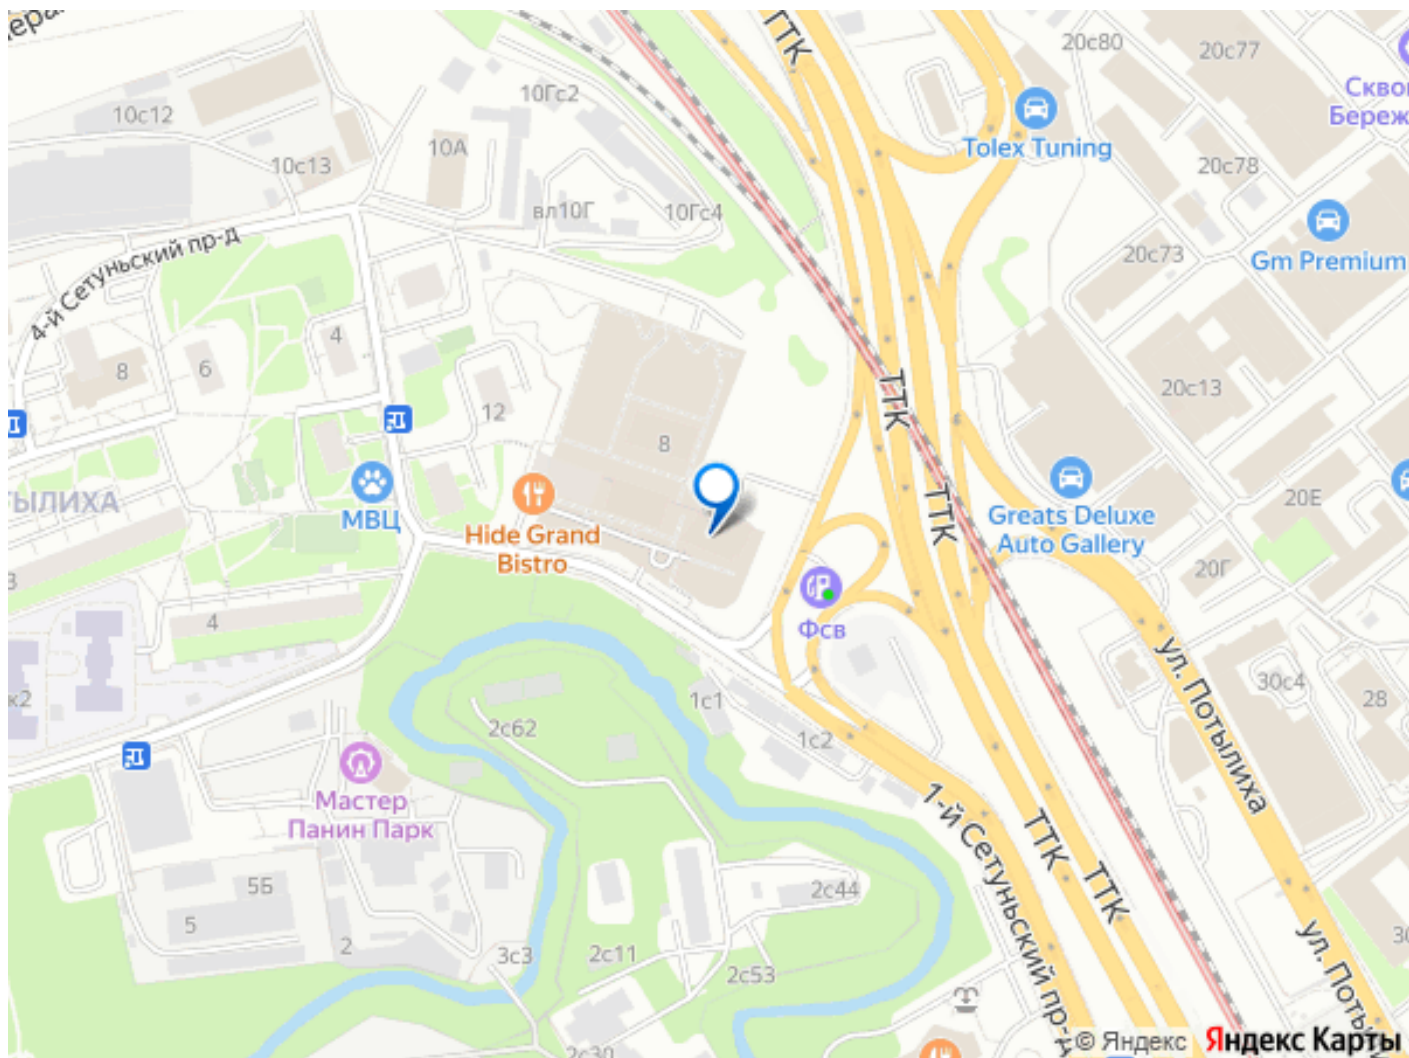 ТТК
20с80
20с77
10Гс2
10с12
Tolex Tuning
10А
10с13
20с78
вл10Г
10Гс4
4-й Сетуньский пр-д
20с73
Gm Premium
4
8
6
ТТК
20с13
12
8
ТТК
МВЦ
Hide Grand
Bistro
Greats Deluxe
Auto Gallery
20Е
20Г
4
Фсв
ул. Потылиха
30с4
28
к2
1с1
2с62
1с2
Мастер
Панин Парк
1-й Сетуньский пр-д
ТТК
ТТК
5Б
5
2
2с44
3с3
2с11
2с53
ул. Потылиха
© Яндекс
Яндекс Карты